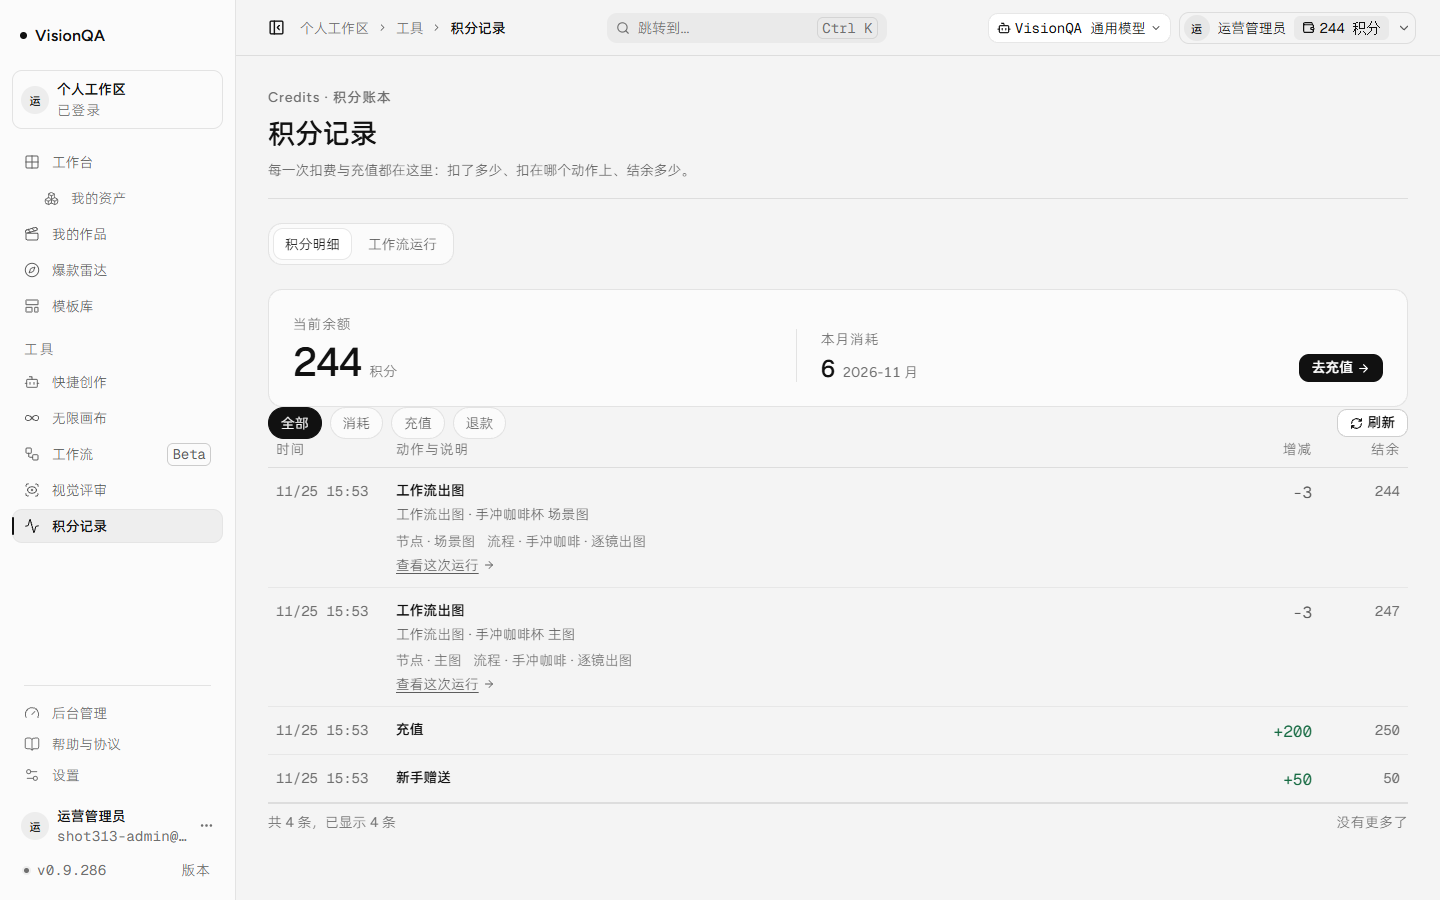 VisionQA
个人工作区 工具 积分记录
跳转到… Ctrl K
VisionQA 通用模型
运 运营管理员 244 积分
运 个人工作区
已登录
工作台
我的资产
我的作品
爆款雷达
模板库
工具
快捷创作
无限画布
工作流 Beta
视觉评审
积分记录
后台管理
帮助与协议
设置
运 运营管理员
shot313-admin@…
v0.9.286 版本
Credits · 积分账本
积分记录
每一次扣费与充值都在这里：扣了多少、扣在哪个动作上、结余多少。
积分明细 工作流运行
当前余额
244 积分
本月消耗
6 2026-11 月
去充值 →
全部 消耗 充值 退款 刷新
时间 动作与说明 增减 结余
11/25 15:53 工作流出图 -3 244
工作流出图 · 手冲咖啡杯 场景图
节点 · 场景图 流程 · 手冲咖啡 · 逐镜出图
查看这次运行 →
11/25 15:53 工作流出图 -3 247
工作流出图 · 手冲咖啡杯 主图
节点 · 主图 流程 · 手冲咖啡 · 逐镜出图
查看这次运行 →
11/25 15:53 充值 +200 250
11/25 15:53 新手赠送 +50 50
共 4 条，已显示 4 条 没有更多了